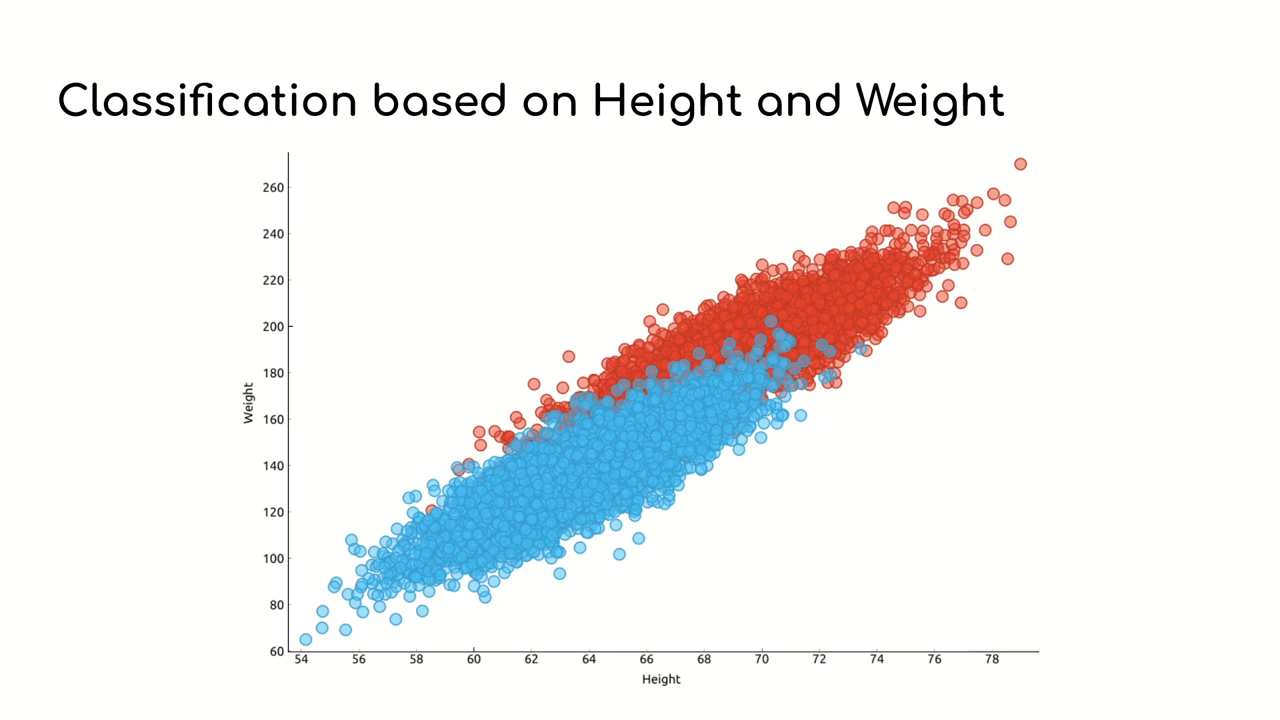 Classification based on Height and Weight
260
240
220
200
180
160
140
120
100
80
60
Weight
54 56 58 60 62 64 66 68 70 72 74 76 78
Height